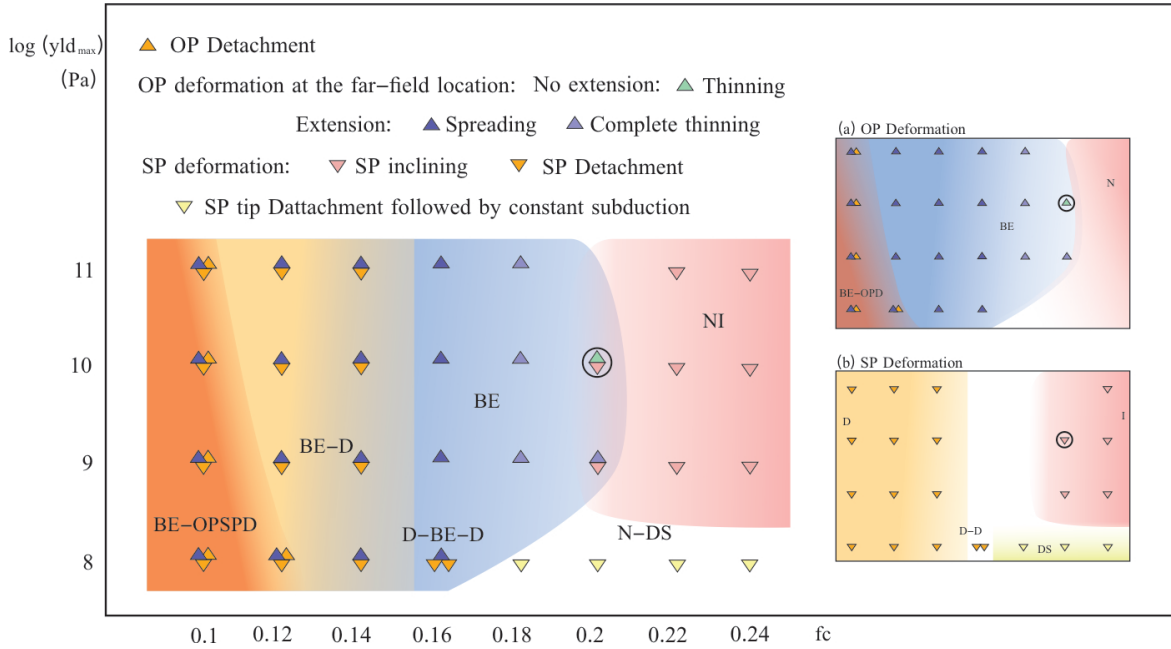 log (yld max)
(Pa)
OP Detachment
OP deformation at the far-field location: No extension: Thinning
Extension: Spreading Complete thinning
SP deformation: SP inclining SP Detachment
SP tip Dattachment followed by constant subduction
11
10
9
8
NI
BE
BE-D
BE-OPSPD
D-BE-D
N-DS
0.1 0.12 0.14 0.16 0.18 0.2 0.22 0.24 fc
(a) OP Deformation
N
BE
BE-OPD
(b) SP Deformation
D
I
D-D
DS